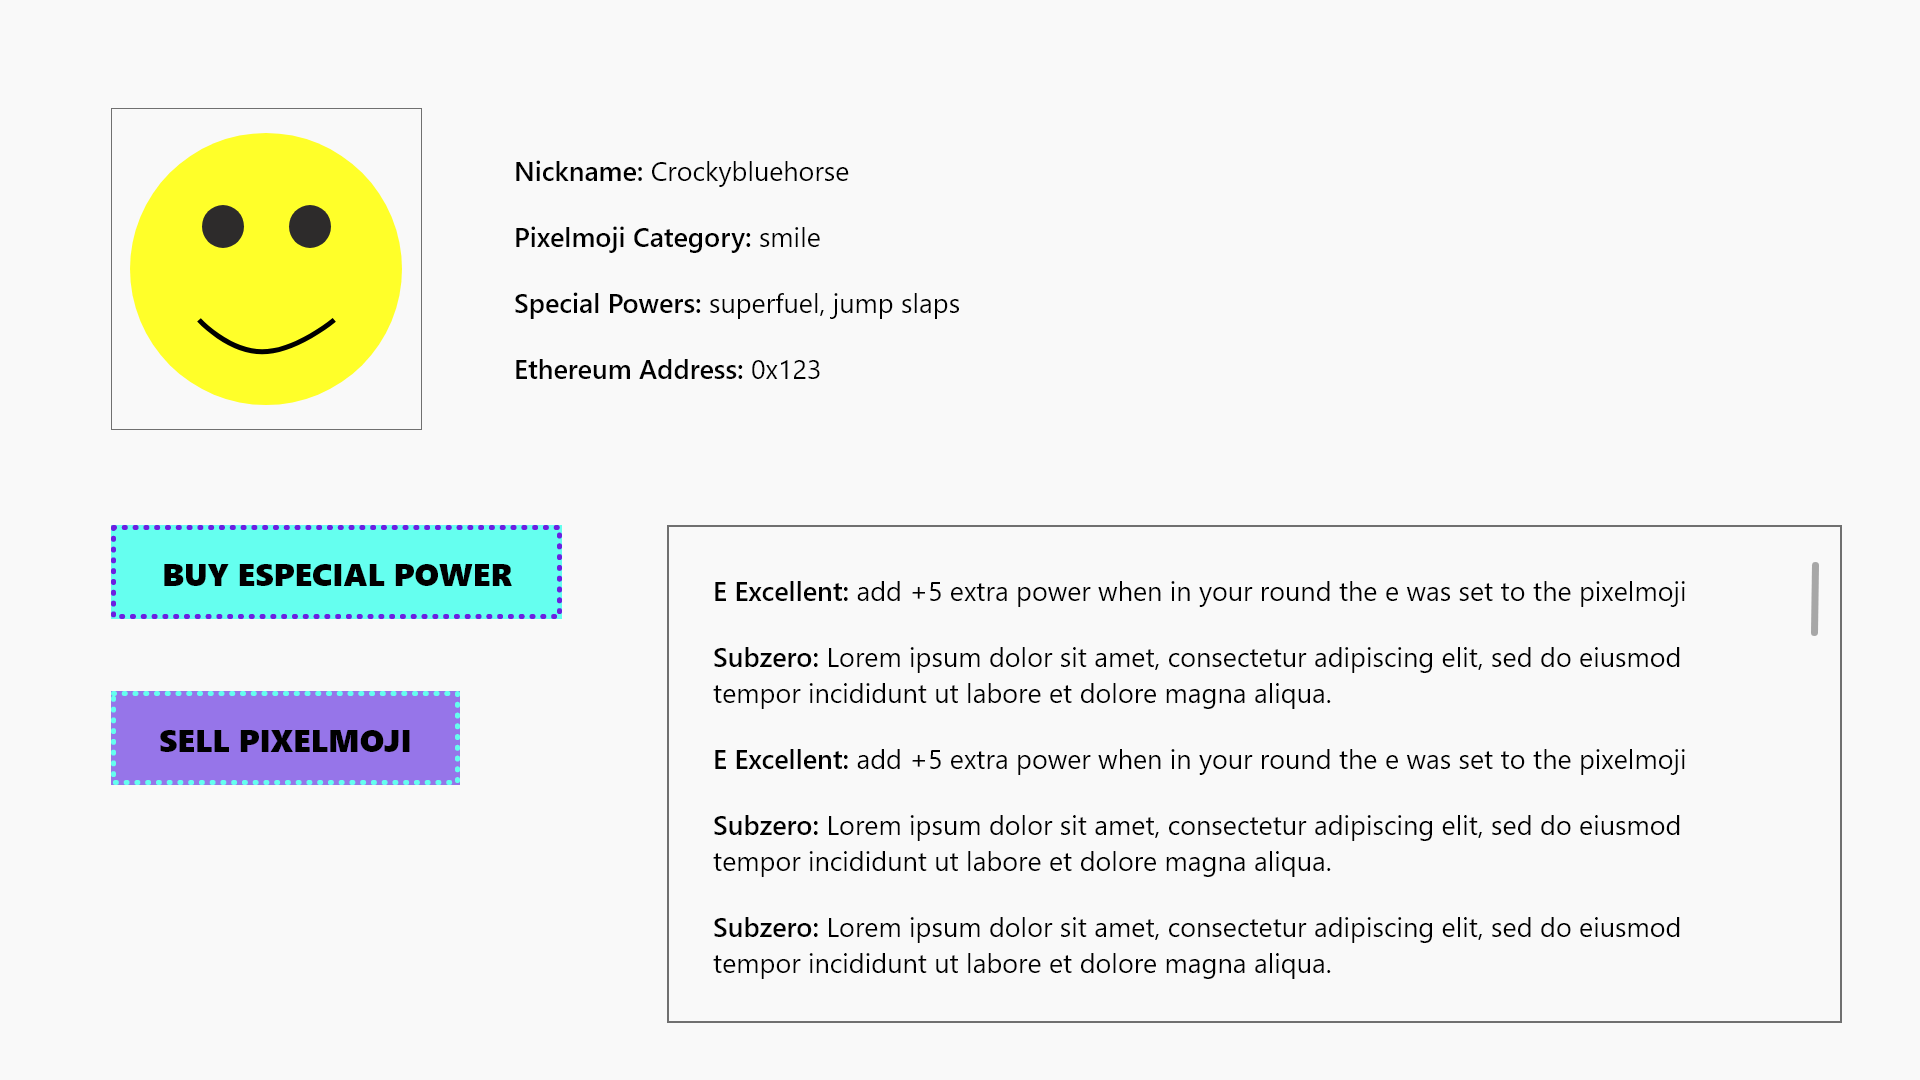 Nickname: Crockybluehorse
Pixelmoji Category: smile
Special Powers: superfuel, jump slaps
Ethereum Address: 0x123
BUY ESPECIAL POWER
SELL PIXELMOJI
E Excellent: add +5 extra power when in your round the e was set to the pixelmoji
Subzero: Lorem ipsum dolor sit amet, consectetur adipiscing elit, sed do eiusmod
tempor incididunt ut labore et dolore magna aliqua.
E Excellent: add +5 extra power when in your round the e was set to the pixelmoji
Subzero: Lorem ipsum dolor sit amet, consectetur adipiscing elit, sed do eiusmod
tempor incididunt ut labore et dolore magna aliqua.
Subzero: Lorem ipsum dolor sit amet, consectetur adipiscing elit, sed do eiusmod
tempor incididunt ut labore et dolore magna aliqua.